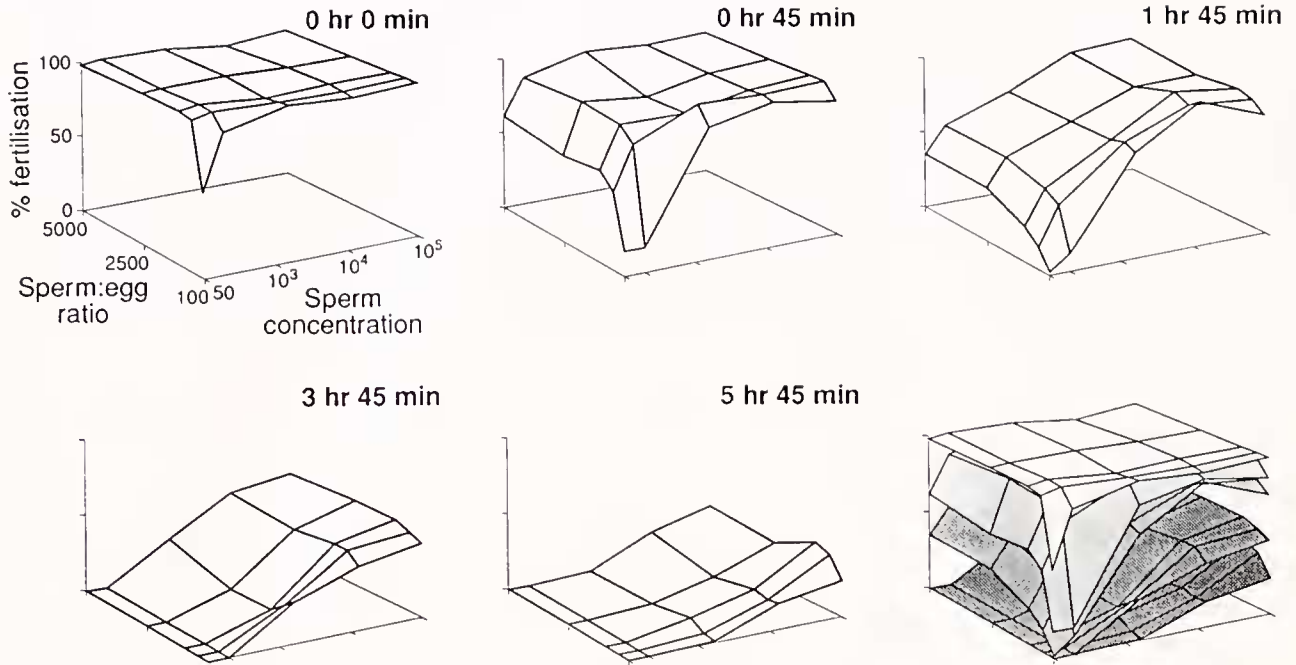 0 hr 0 min
0 hr 45 min
1 hr 45 min
% fertilisation
100
50
0
5000
2500
100
Sperm:egg
ratio
50
10³
10⁴
10⁵
Sperm
concentration
3 hr 45 min
5 hr 45 min